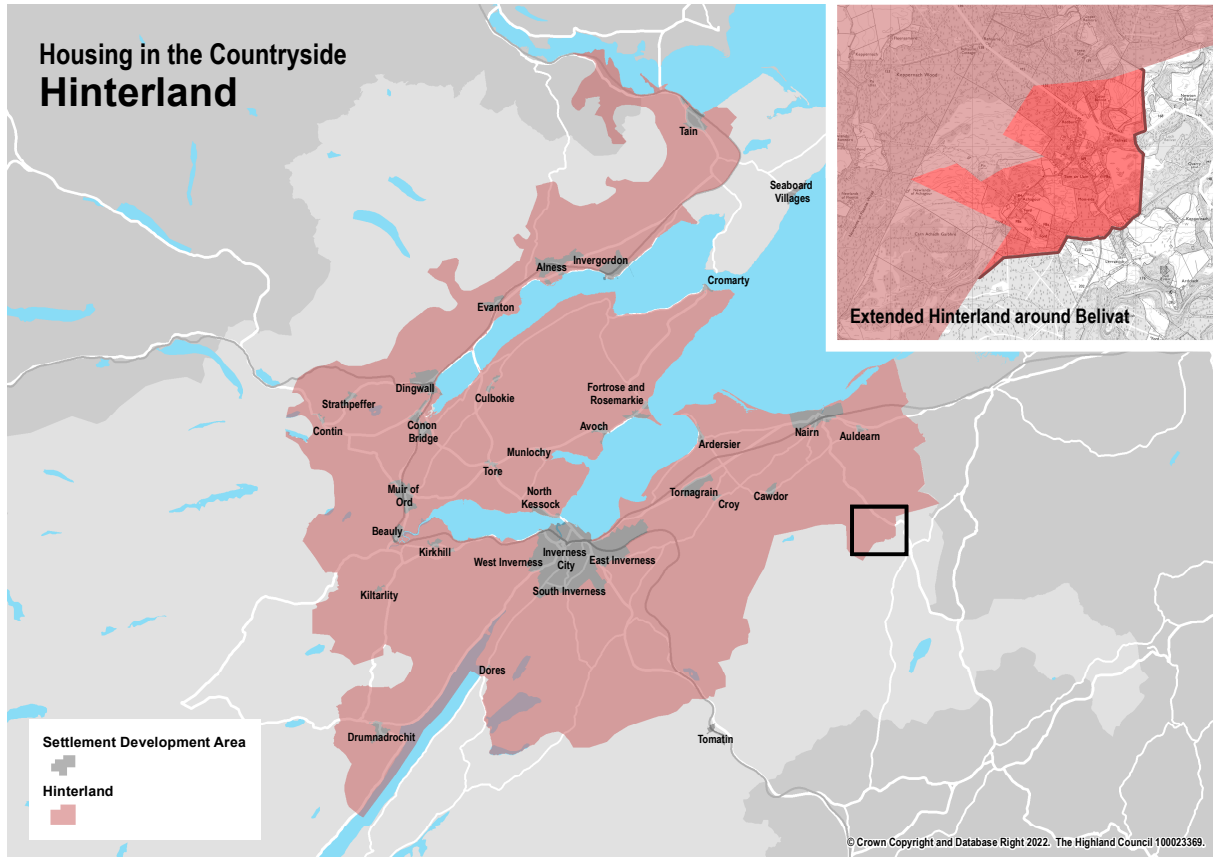 Housing in the Countryside
Hinterland
Tain
Seaboard
Villages
Alness
Invergordon
Cromarty
Evanton
Dingwall
Culbokie
Strathpeffer
Fortrose and
Rosemarkie
Contin
Conon
Bridge
Avoch
Munlochy
Ardersier
Nairn
Auldearn
Tore
Muir of
Ord
North
Kessock
Tornagrain
Croy
Cawdor
Beauly
Kirkhill
West Inverness
Inverness
City
East Inverness
South Inverness
Kiltarlity
Dores
Drumnadrochit
Tomatin
Extended Hinterland around Belivat
Settlement Development Area
Hinterland
© Crown Copyright and Database Right 2022. The Highland Council 100023369.